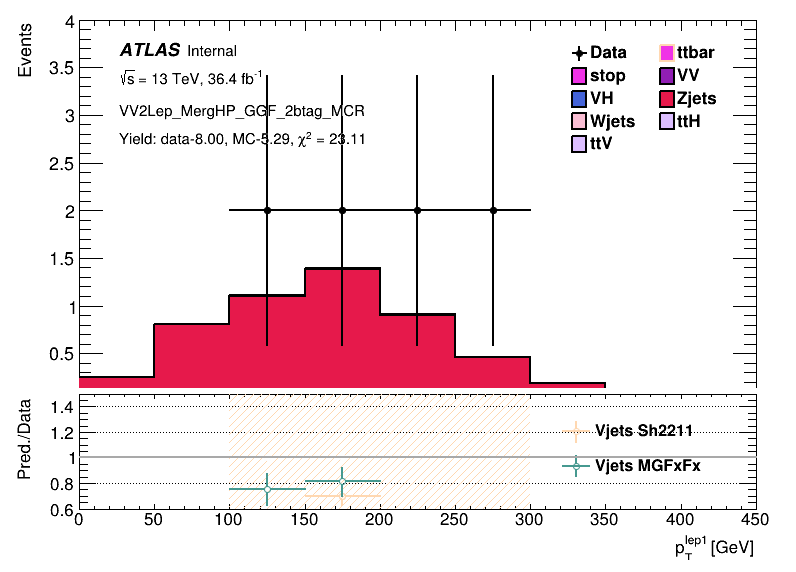 Events
4
3.5
3
2.5
2
1.5
1
0.5
ATLAS Internal
√s = 13 TeV, 36.4 fb⁻¹
VV2Lep_MergHP_GGF_2btag_MCR
Yield: data-8.00, MC-5.29, χ² = 23.11
Data
ttbar
stop
VV
VH
Zjets
Wjets
ttH
ttV
Pred./Data
1.4
1.2
1
0.8
0.6
Vjets Sh2211
Vjets MGFxFx
0 50 100 150 200 250 300 350 400 450
p_T^lep1 [GeV]